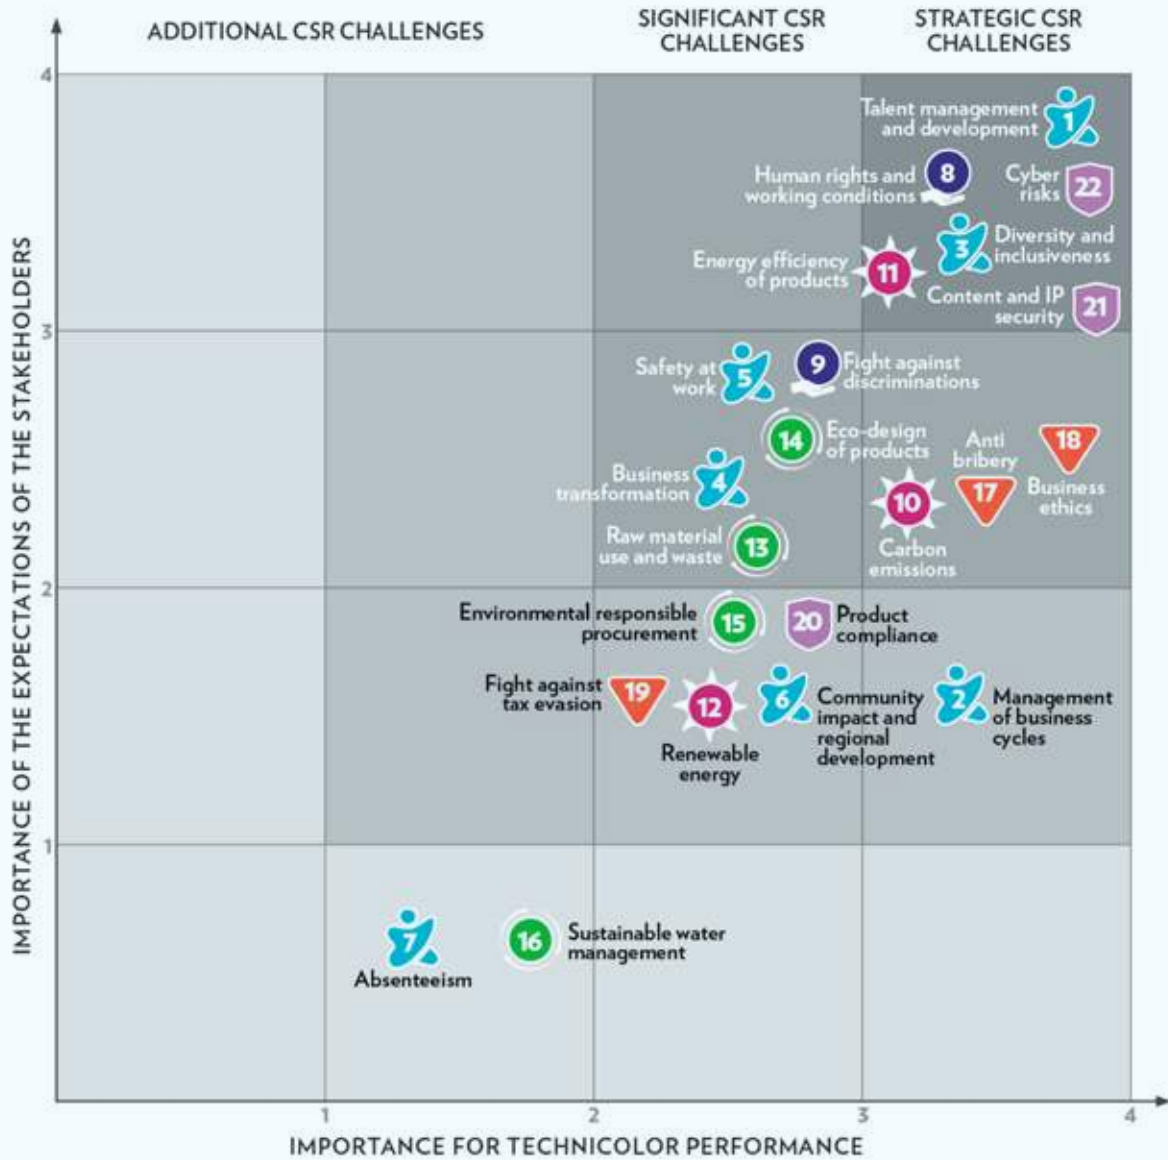 ADDITIONAL CSR CHALLENGES
SIGNIFICANT CSR
CHALLENGES
STRATEGIC CSR
CHALLENGES
IMPORTANCE OF THE EXPECTATIONS OF THE STAKEHOLDERS
4
3
2
1
Talent management
and development
1
Human rights and
working conditions
8
Cyber
risks
22
3
Diversity and
inclusiveness
Energy efficiency
of products
11
Content and IP
security
21
Safety at
work
5
9
Fight against
discriminations
14
Eco-design
of products
Anti
bribery
17
18
Business
ethics
Business
transformation
4
10
Carbon
emissions
Raw material
use and waste
13
Environmental responsible
procurement
15
20
Product
compliance
Fight against
tax evasion
19
12
Renewable
energy
6
Community
impact and
regional
development
2
Management
of business
cycles
7
Absenteeism
16
Sustainable water
management
1
2
3
4
IMPORTANCE FOR TECHNICOLOR PERFORMANCE